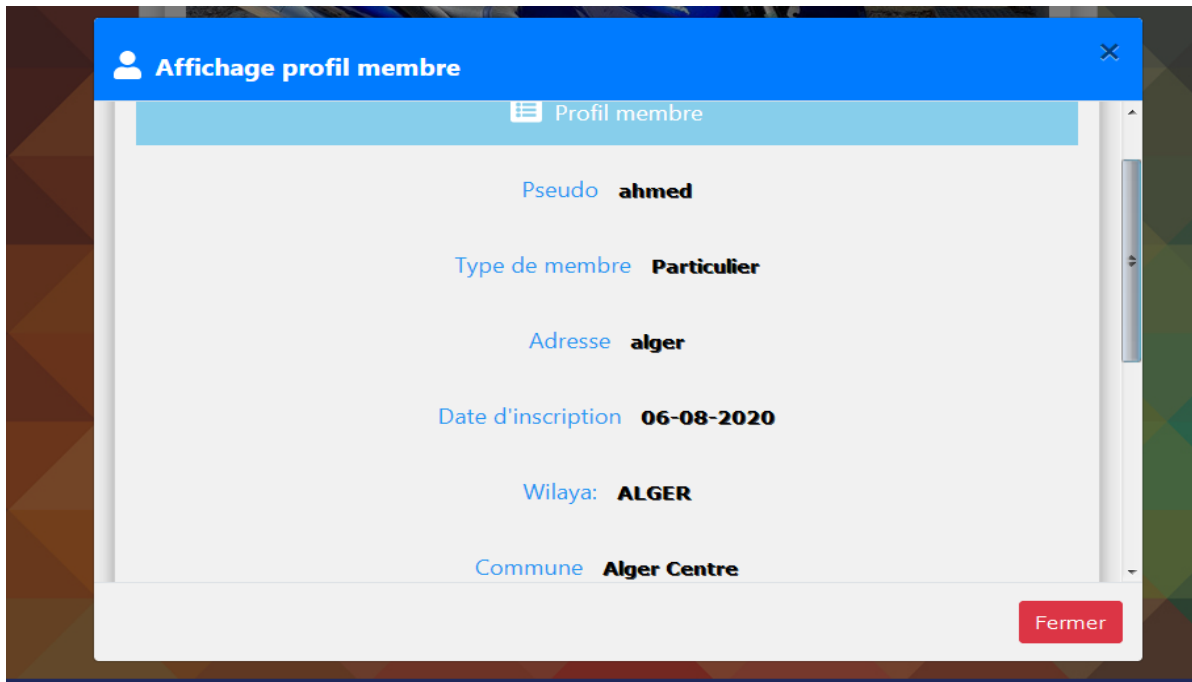 Affichage profil membre
×
Profil membre
Pseudo ahmed
Type de membre Particulier
Adresse alger
Date d'inscription 06-08-2020
Wilaya: ALGER
Commune Alger Centre
Fermer